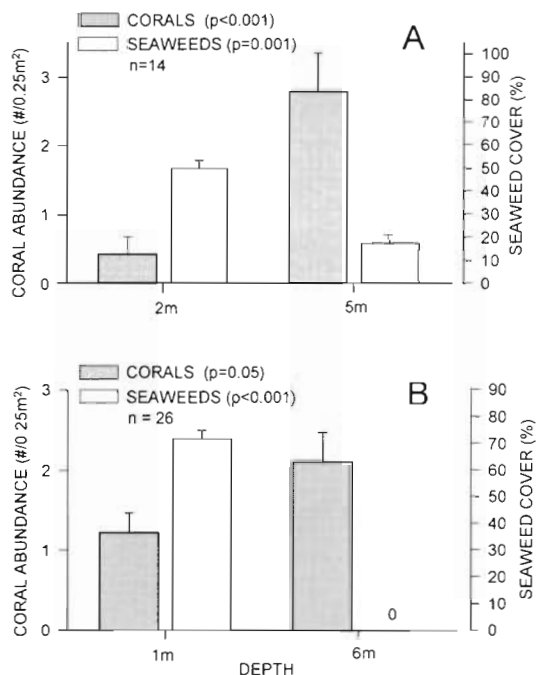 CORALS (p<0.001)
SEAWEEDS (p=0.001)
n=14
A
CORAL ABUNDANCE (#/0.25m²)
3
2
1
0
SEAWEED COVER (%)
100
90
80
70
60
50
40
30
20
10
0
2m
5m
CORALS (p=0.05)
SEAWEEDS (p<0.001)
n = 26
B
CORAL ABUNDANCE (#/0 25m²)
3
2
1
0
SEAWEED COVER (%)
90
80
70
60
50
40
30
20
10
0
0
1m
6m
DEPTH